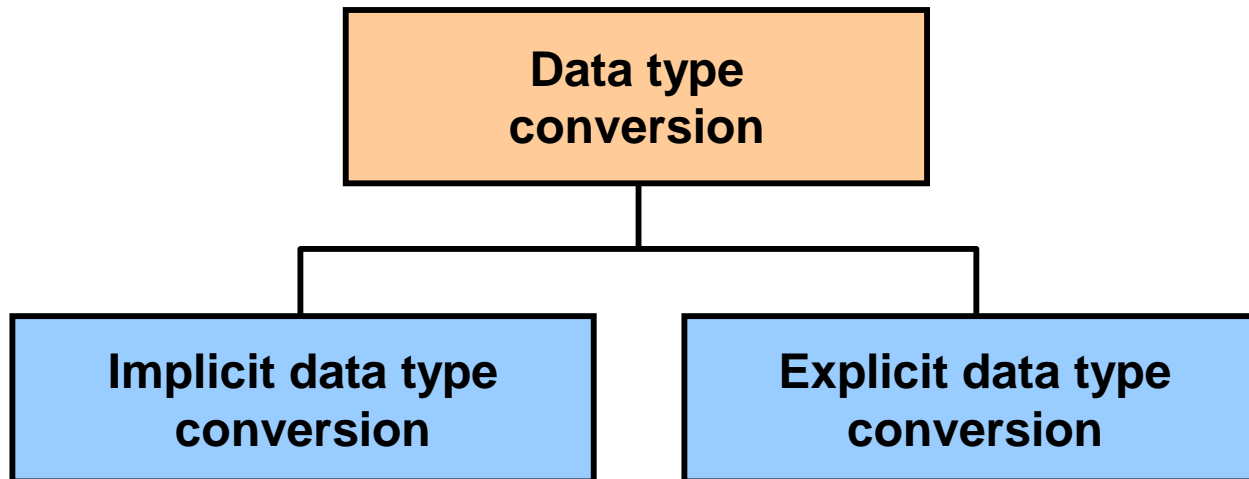 Data type
conversion
Implicit data type
conversion
Explicit data type
conversion